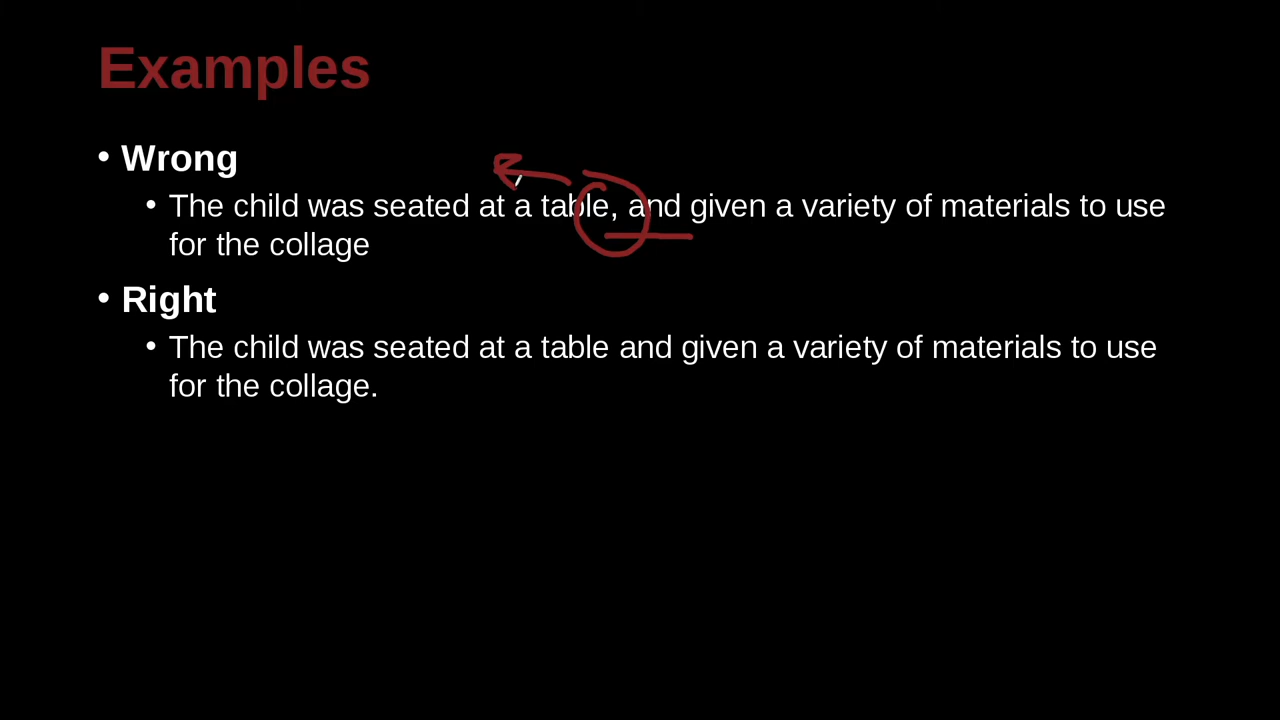 Examples
• Wrong
• The child was seated at a table, and given a variety of materials to use
for the collage
• Right
• The child was seated at a table and given a variety of materials to use
for the collage.